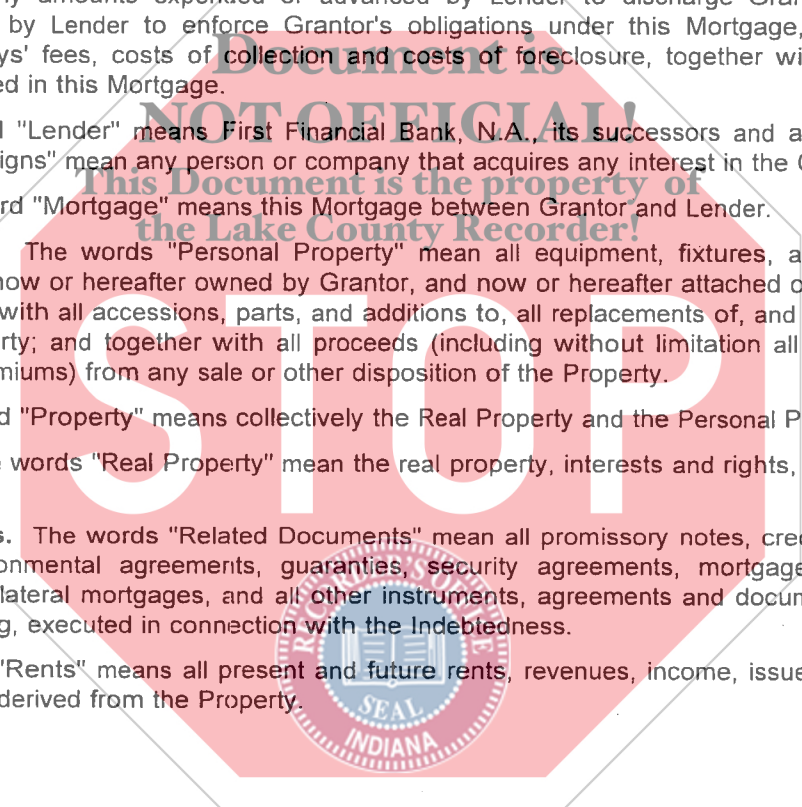 by Lender to enforce Grantor's obligations under this Mortgage,
ys' fees, costs of collection and costs of foreclosure, together wi
ed in this Mortgage.
Document is
"Lender" means First Financial Bank, N.A., its successors and a
NOT OFFICIAL!
igns" mean any person or company that acquires any interest in the
This Document is the property of
rd "Mortgage" means this Mortgage between Grantor and Lender.
the Lake County Recorder!
The words "Personal Property" mean all equipment, fixtures, a
now or hereafter owned by Grantor, and now or hereafter attached o
with all accessions, parts, and additions to, all replacements of, and
rty; and together with all proceeds (including without limitation all
miums) from any sale or other disposition of the Property.
STOP
d "Property" means collectively the Real Property and the Personal P
words "Real Property" mean the real property, interests and rights,
s. The words "Related Documents" mean all promissory notes, cred
onmental agreements, guaranties, security agreements, mortgage
lateral mortgages, and all other instruments, agreements and docum
g, executed in connection with the Indebtedness.
"Rents" means all present and future rents, revenues, income, issue
derived from the Property.
RECORDER'S OFFICE
SEAL
INDIANA